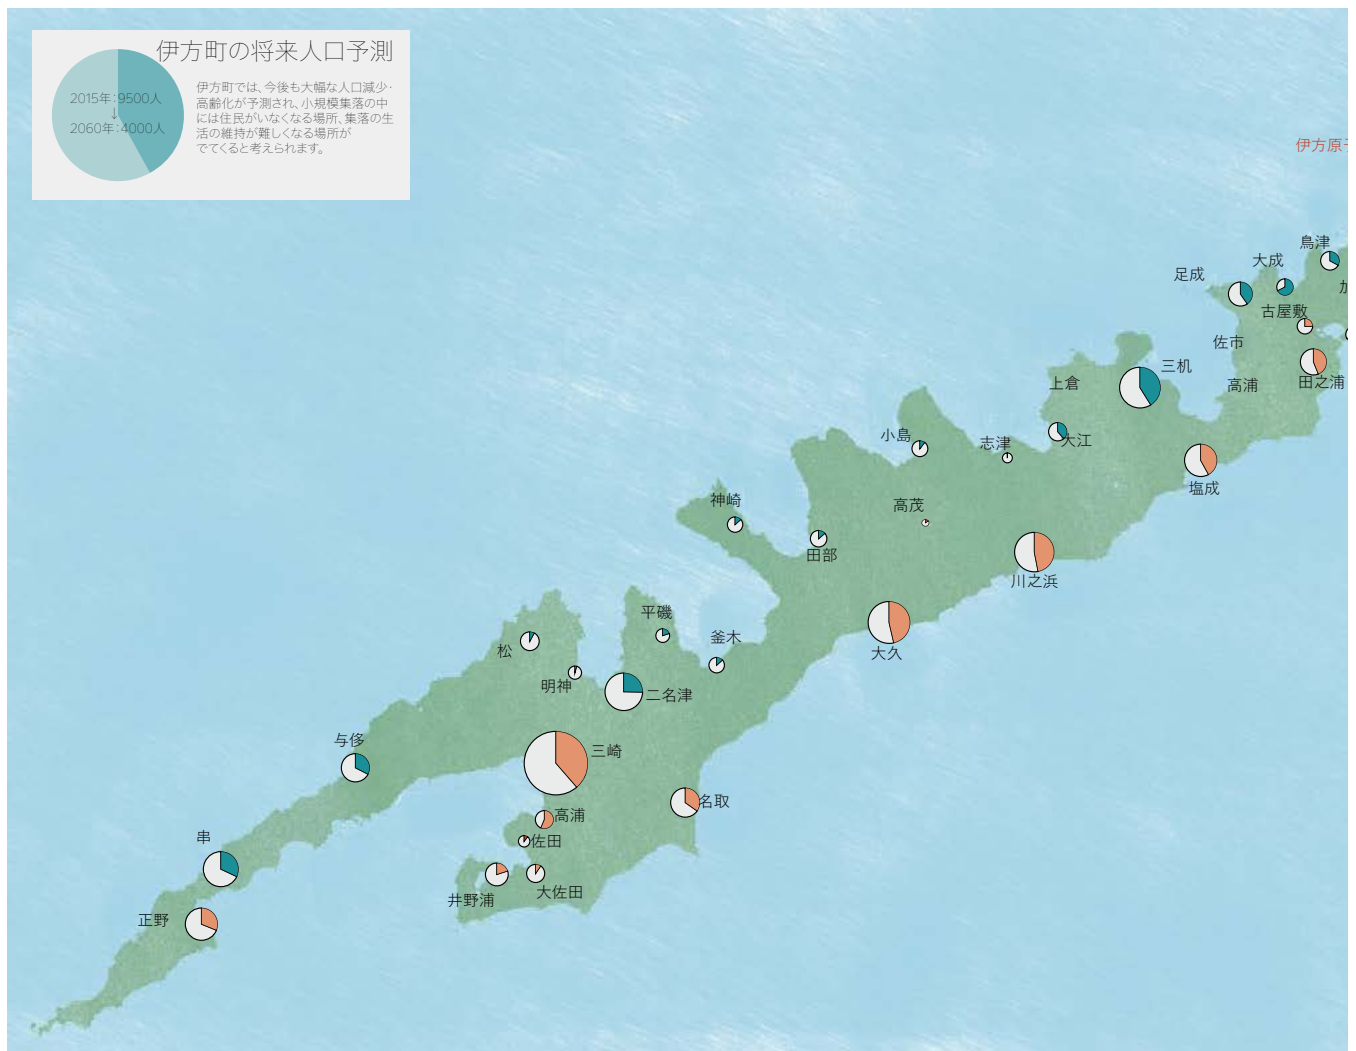 伊方町の将来人口予測
2015年：9500人
↓
2060年：4000人
伊方町では、今後も大幅な人口減少・
高齢化が予測され、小規模集落の中
には住民がいなくなる場所、集落の生
活の維持が難しくなる場所が
でてくると考えられます。
伊方原子
鳥津
大成
足成
加
古屋敷
佐市
三机
田之浦
上倉
高浦
小島
志津
大江
塩成
神崎
高茂
田部
川之浜
平磯
釜木
松
大久
明神
二名津
与侈
三崎
名取
高浦
串
佐田
大佐田
井野浦
正野